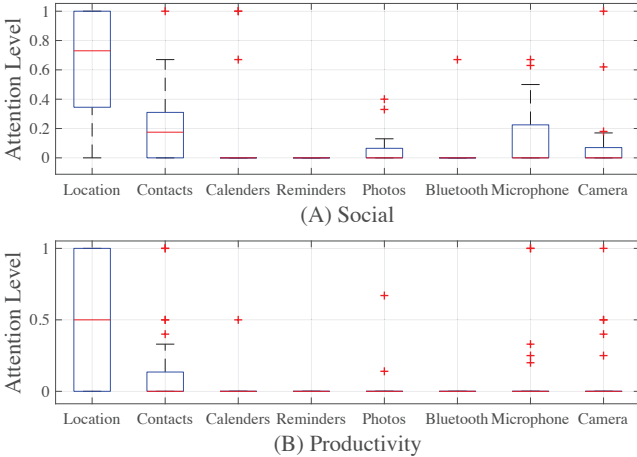 Attention Level
1
0.8
0.6
0.4
0.2
0
Location Contacts Calenders Reminders Photos Bluetooth Microphone Camera
(A) Social
Attention Level
1
0.5
0
Location Contacts Calenders Reminders Photos Bluetooth Microphone Camera
(B) Productivity